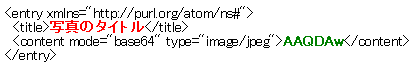 <entry xmlns="http://purl.org/atom/ns#">
<title>写真のタイトル</title>
<content mode="base64" type="image/jpeg">AAQDAw</content>
</entry>